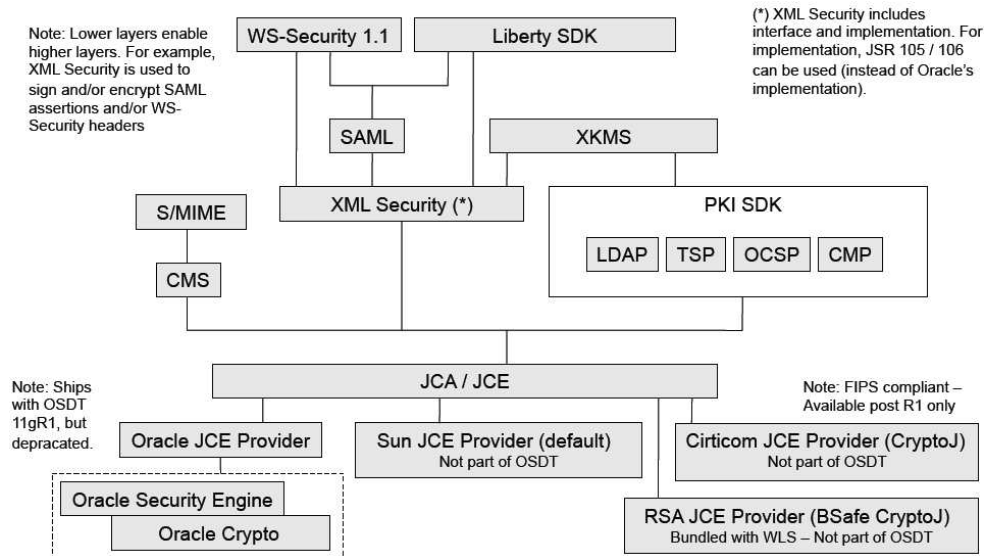 Note: Lower layers enable
higher layers. For example,
XML Security is used to
sign and/or encrypt SAML
assertions and/or WS-
Security headers
WS-Security 1.1
Liberty SDK
(*) XML Security includes
interface and implementation. For
implementation, JSR 105 / 106
can be used (instead of Oracle's
implementation).
SAML
XKMS
S/MIME
XML Security (*)
PKI SDK
LDAP
TSP
OCSP
CMP
CMS
JCA / JCE
Note: Ships
with OSDT
11gR1, but
depracated.
Note: FIPS compliant –
Available post R1 only
Oracle JCE Provider
Sun JCE Provider (default)
Not part of OSDT
Cirticom JCE Provider (CryptoJ)
Not part of OSDT
Oracle Security Engine
Oracle Crypto
RSA JCE Provider (BSafe CryptoJ)
Bundled with WLS – Not part of OSDT